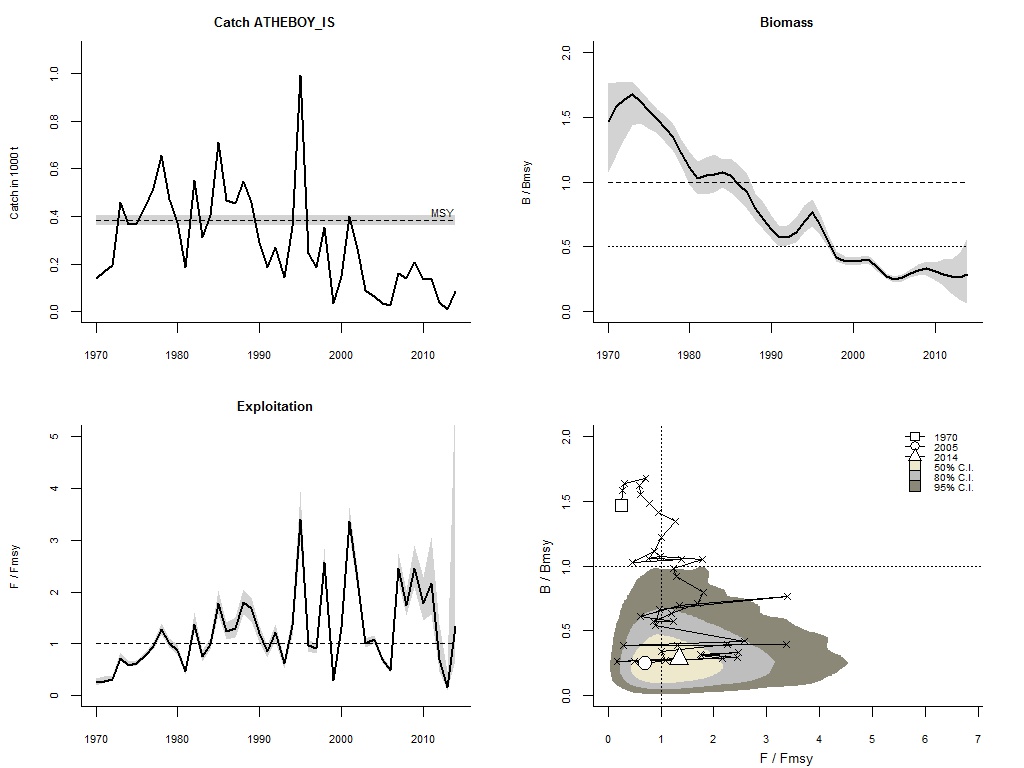 Catch ATHEBOY_IS
Catch in 1000 t
0.0 0.2 0.4 0.6 0.8 1.0
MSY
1970 1980 1990 2000 2010
Biomass
B / Bmsy
0.0 0.5 1.0 1.5 2.0
1970 1980 1990 2000 2010
Exploitation
F / Fmsy
0 1 2 3 4 5
1970 1980 1990 2000 2010
B / Bmsy
0.0 0.5 1.0 1.5 2.0
1970
2005
2014
50% C.I.
80% C.I.
95% C.I.
0 1 2 3 4 5 6 7
F / Fmsy